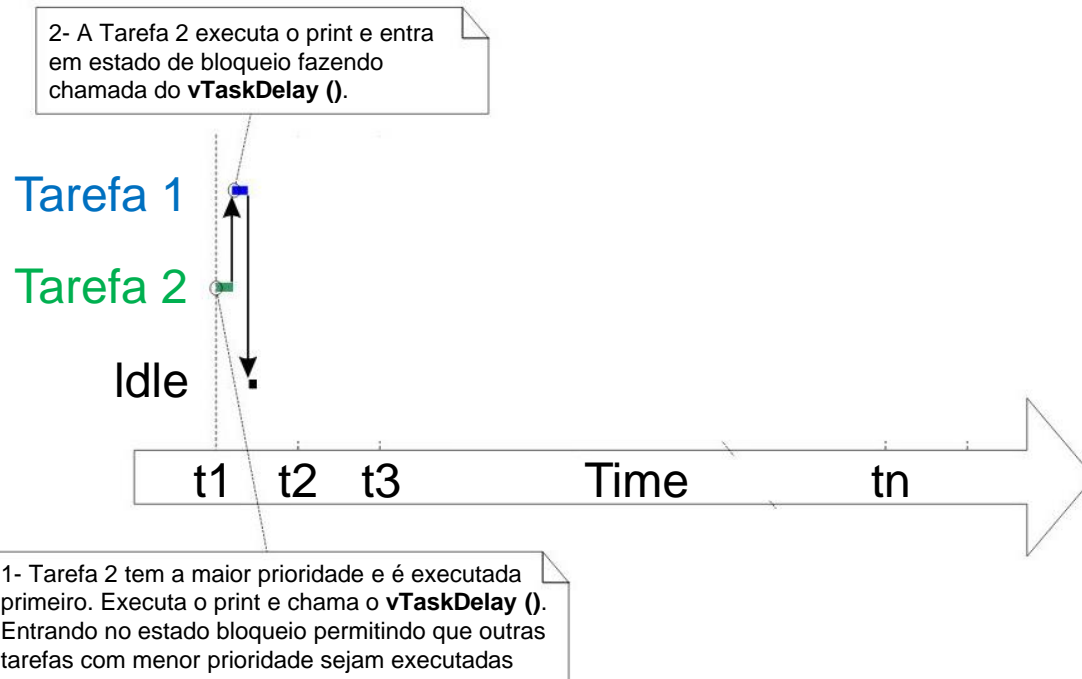 2- A Tarefa 2 executa o print e entra
em estado de bloqueio fazendo
chamada do vTaskDelay ().
Tarefa 1
Tarefa 2
Idle
t1 t2 t3 Time tn
1- Tarefa 2 tem a maior prioridade e é executada
primeiro. Executa o print e chama o vTaskDelay ().
Entrando no estado bloqueio permitindo que outras
tarefas com menor prioridade sejam executadas